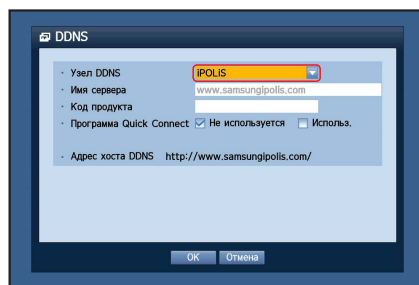 DDNS
Узел DDNS iPOLiS
Имя сервера www.samsungipolis.com
Код продукта
Программа Quick Connect Не используется Использ.
Адрес хоста DDNS http://www.samsungipolis.com/
OK Отмена